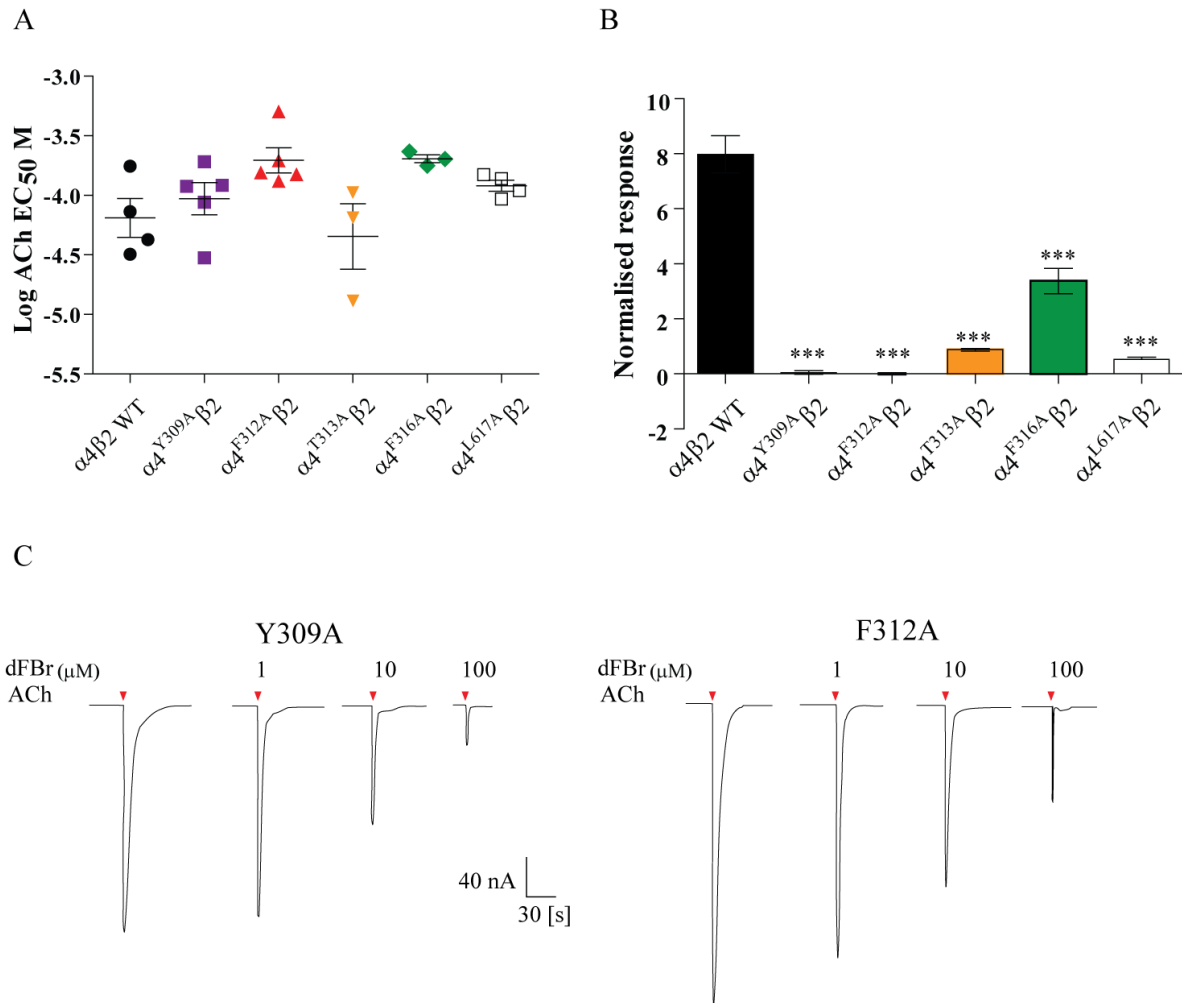 A
B
Log ACh EC50 M
-3.0
-3.5
-4.0
-4.5
-5.0
-5.5
α4β2 WT
α4Y309Aβ2
α4F312Aβ2
α4T313Aβ2
α4F316Aβ2
α4L617Aβ2
Normalised response
10
8
6
4
2
0
-2
***
***
***
***
***
α4β2 WT
α4Y309Aβ2
α4F312Aβ2
α4T313Aβ2
α4F316Aβ2
α4L617Aβ2
C
Y309A
dFBr (μM) 1 10 100
ACh
40 nA
30 [s]
F312A
dFBr (μM) 1 10 100
ACh